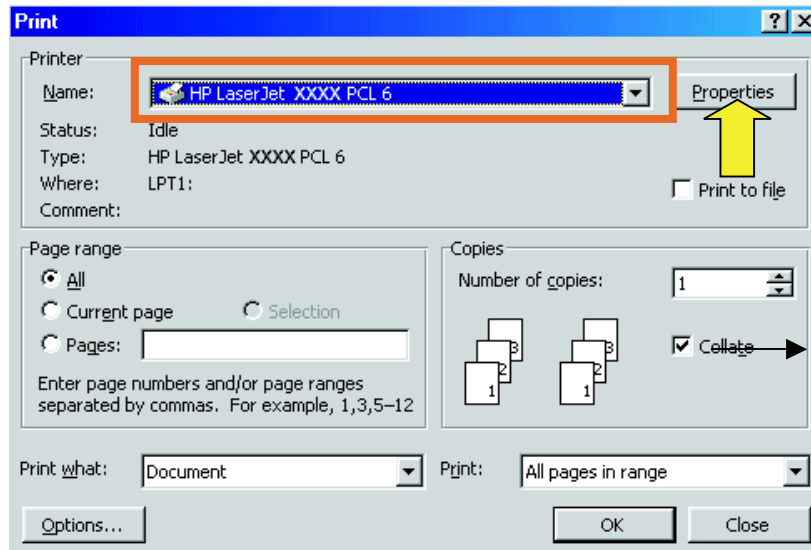 Print
Printer
Name: HP LaserJet XXXX PCL 6 Properties
Status: Idle
Type: HP LaserJet XXXX PCL 6
Where: LPT1: Print to file
Comment:
Page range
All
Current page Selection
Pages:
Enter page numbers and/or page ranges
separated by commas. For example, 1,3,5–12
Copies
Number of copies: 1
1 2 3 1 2 3
Collate
Print what: Document Print: All pages in range
Options... OK Close